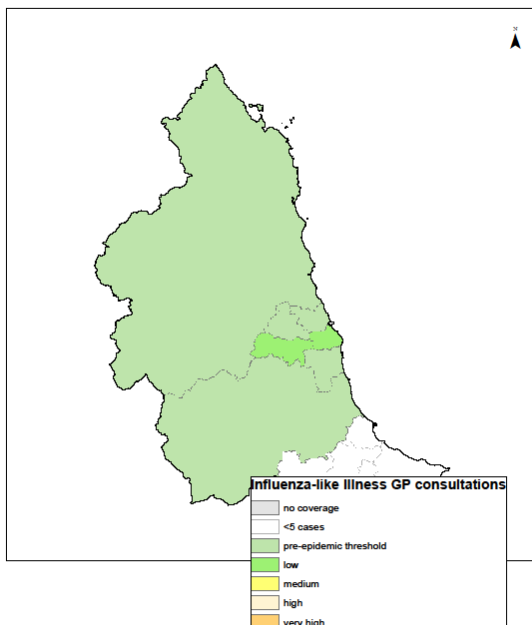 Influenza-like Illness GP consultations
no coverage
<5 cases
pre-epidemic threshold
low
medium
high
very high